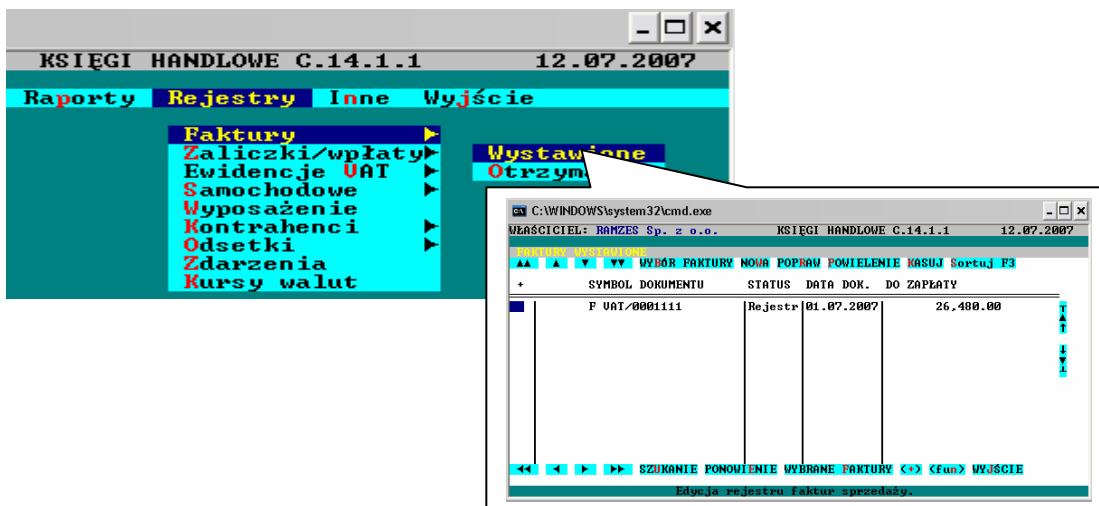 KSIĘGI HANDLOWE C.14.1.1 12.07.2007
Raporty Rejestry Inne Wyjście
Faktury
Zaliczki/wpłaty
Ewidencje VAT
Samochodowe
Wyposażenie
Kontrahenci
Odsetki
Zdarzenia
Kursy walut
Wystawione
C:\WINDOWS\system32\cmd.exe
WŁAŚCICIEL: RAMZES Sp. z o.o. KSIĘGI HANDLOWE C.14.1.1 12.07.2007
FAKTURY WYSTAWIONE
WYBÓR FAKTURY NOWA POPRAW POWIELENIE KASUJ Sortuj F3
+ SYMBOL DOKUMENTU STATUS DATA DOK. DO ZAPŁATY
F VAT/0001111 Rejestr 01.07.2007 26,480.00
SZUKANIE PONOWIENIE WYBRANE FAKTURY <+> <fun> WYJŚCIE
Edycja rejestru faktur sprzedaży.